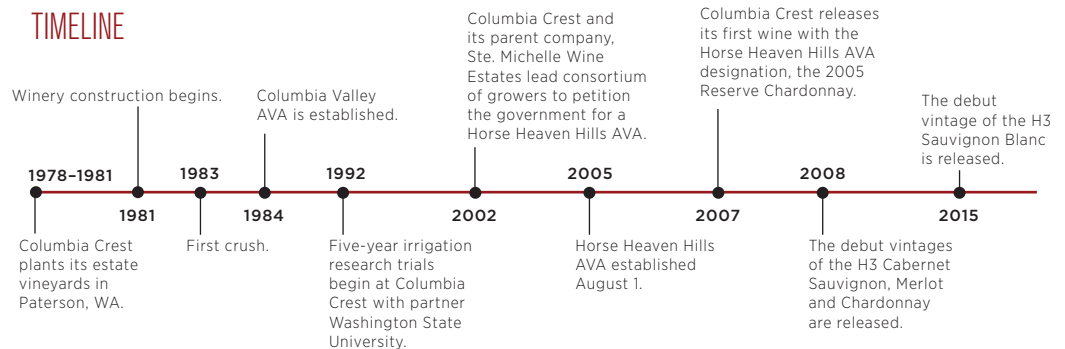 TIMELINE
1978–1981
Columbia Crest
plants its estate
vineyards in
Paterson, WA.
Winery construction begins.
1981
1983
First crush.
Columbia Valley
AVA is established.
1984
1992
Five-year irrigation
research trials
begin at Columbia
Crest with partner
Washington State
University.
Columbia Crest and
its parent company,
Ste. Michelle Wine
Estates lead consortium
of growers to petition
the government for a
Horse Heaven Hills AVA.
2002
2005
Horse Heaven Hills
AVA established
August 1.
Columbia Crest releases
its first wine with the
Horse Heaven Hills AVA
designation, the 2005
Reserve Chardonnay.
2007
2008
The debut vintages
of the H3 Cabernet
Sauvignon, Merlot
and Chardonnay
are released.
The debut
vintage of the H3
Sauvignon Blanc
is released.
2015